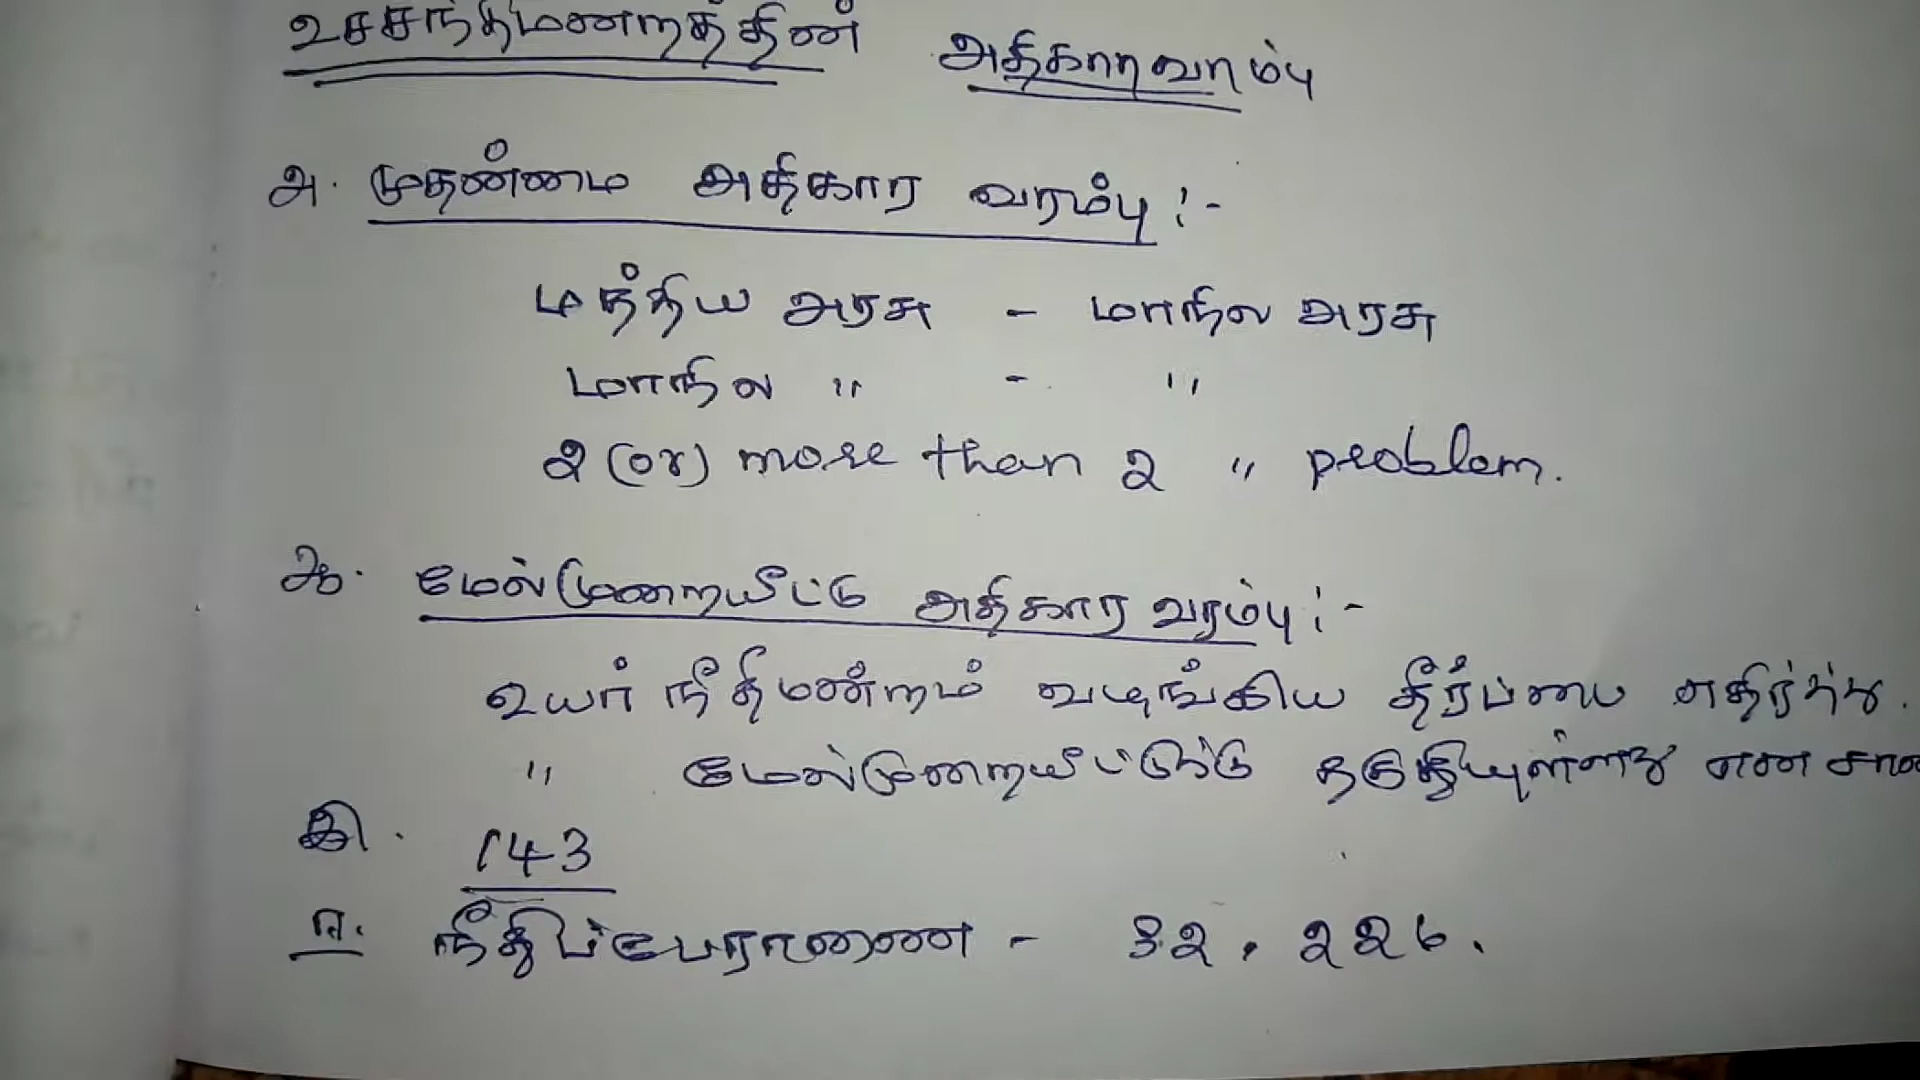 உச்சநீதிமன்றத்தின் அதிகாரவரம்பு
அ. முதன்மை அதிகார வரம்பு :-
மத்திய அரசு - மாநில அரசு
மாநில " - "
2 (or) more than 2 " problem.
ஆ. மேல்முறையீட்டு அதிகார வரம்பு :-
உயர் நீதிமன்றம் வழங்கிய தீர்ப்பை எதிர்த்து.
" மேல்முறையீட்டுக்கு தகுதியுள்ளது என
இ. 143
ஈ. நீதிப்பேராணை - 32, 226.